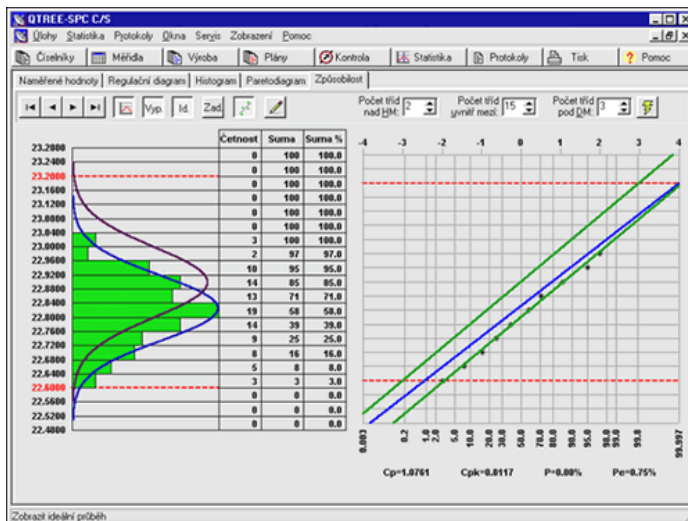 QTREE-SPC C/S
Úlohy Statistika Protokoly Okna Servis Zobrazení Pomoc
Číselníky Měřidla Výroba Plány Kontrola Statistika Protokoly Tisk Pomoc
Naměřené hodnoty Regulační diagram Histogram Paretodiagram Způsobilost
Vyp. Id. Zad. Počet tříd nad HM: 2 Počet tříd uvnitř mezí: 15 Počet tříd pod DM: 3
Četnost Suma Suma %
23.2800
23.2400 0 100 100.0
23.2000 0 100 100.0
23.1600 0 100 100.0
23.1200 0 100 100.0
23.0800 0 100 100.0
23.0400 0 100 100.0
23.0000 3 100 100.0
22.9600 2 97 97.0
22.9200 10 95 95.0
22.8800 14 85 85.0
22.8400 13 71 71.0
22.8000 19 58 58.0
22.7600 14 39 39.0
22.7200 9 25 25.0
22.6800 8 16 16.0
22.6400 5 8 8.0
22.6000 3 3 3.0
22.5600 0 0 0.0
22.5200 0 0 0.0
22.4800 0 0 0.0
-4 -3 -2 -1 0 1 2 3 4
0.003 0.2 1.0 2.0 5.0 10.0 20.0 30.0 50.0 70.0 80.0 90.0 95.0 98.0 99.0 99.8 99.997
Cp=1.0761 Cpk=0.8117 P=0.00% Pe=0.75%
Zobrazit ideální průběh